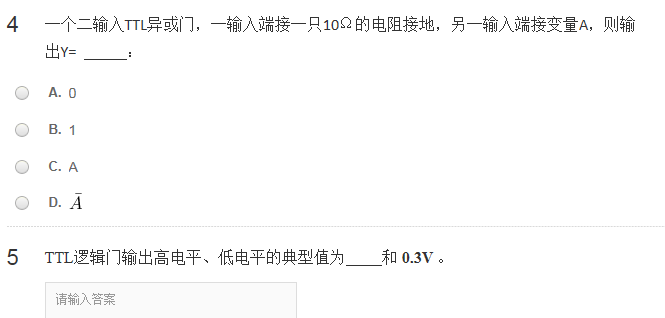 4 一个二输入TTL异或门，一输入端接一只10Ω的电阻接地，另一输入端接变量A，则输
出Y= _____：
A. 0
B. 1
C. A
D. Ā
5 TTL逻辑门输出高电平、低电平的典型值为____和 0.3V 。
请输入答案